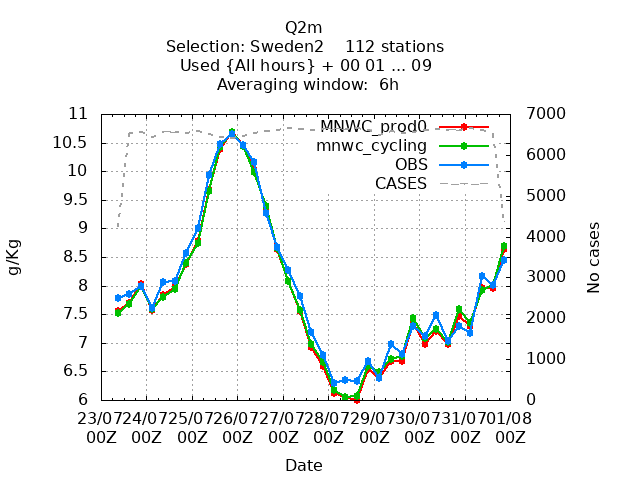 Q2m
Selection: Sweden2    112 stations
Used {All hours} + 00 01 ... 09
Averaging window:  6h
g/Kg
11
10.5
10
9.5
9
8.5
8
7.5
7
6.5
6
MNWC_prod0
mnwc_cycling
OBS
CASES
7000
6000
5000
4000
3000
2000
1000
0
No cases
23/07 24/07 25/07 26/07 27/07 28/07 29/07 30/07 31/07 01/08
00Z 00Z 00Z 00Z 00Z 00Z 00Z 00Z 00Z 00Z
Date